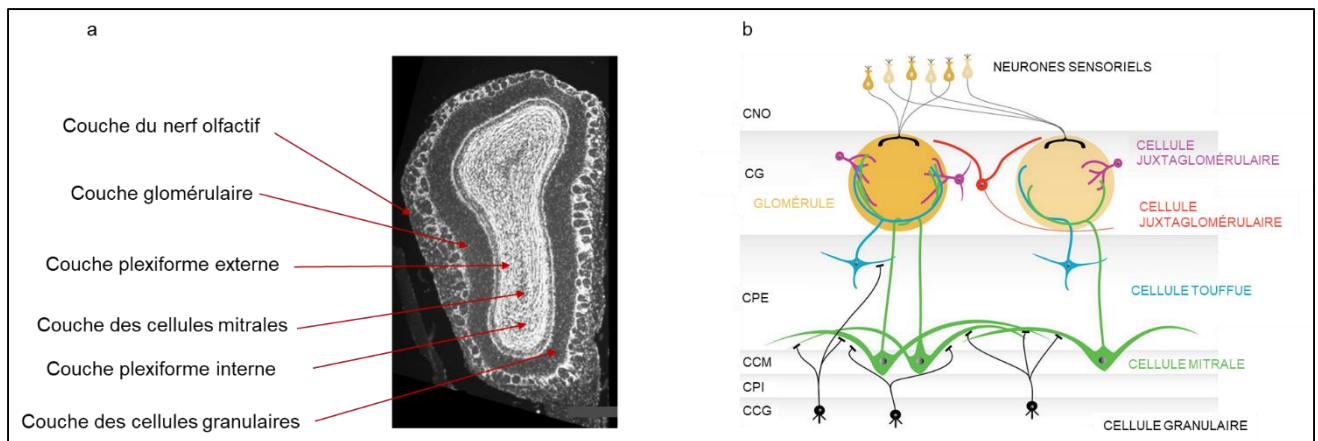 a
Couche du nerf olfactif
Couche glomérulaire
Couche plexiforme externe
Couche des cellules mitrales
Couche plexiforme interne
Couche des cellules granulaires
b
NEURONES SENSORIELS
CNO
CG
CELLULE
JUXTAGLOMÉRULAIRE
GLOMÉRULE
CELLULE
JUXTAGLOMÉRULAIRE
CPE
CELLULE TOUFFUE
CCM
CELLULE MITRALE
CPI
CCG
CELLULE GRANULAIRE